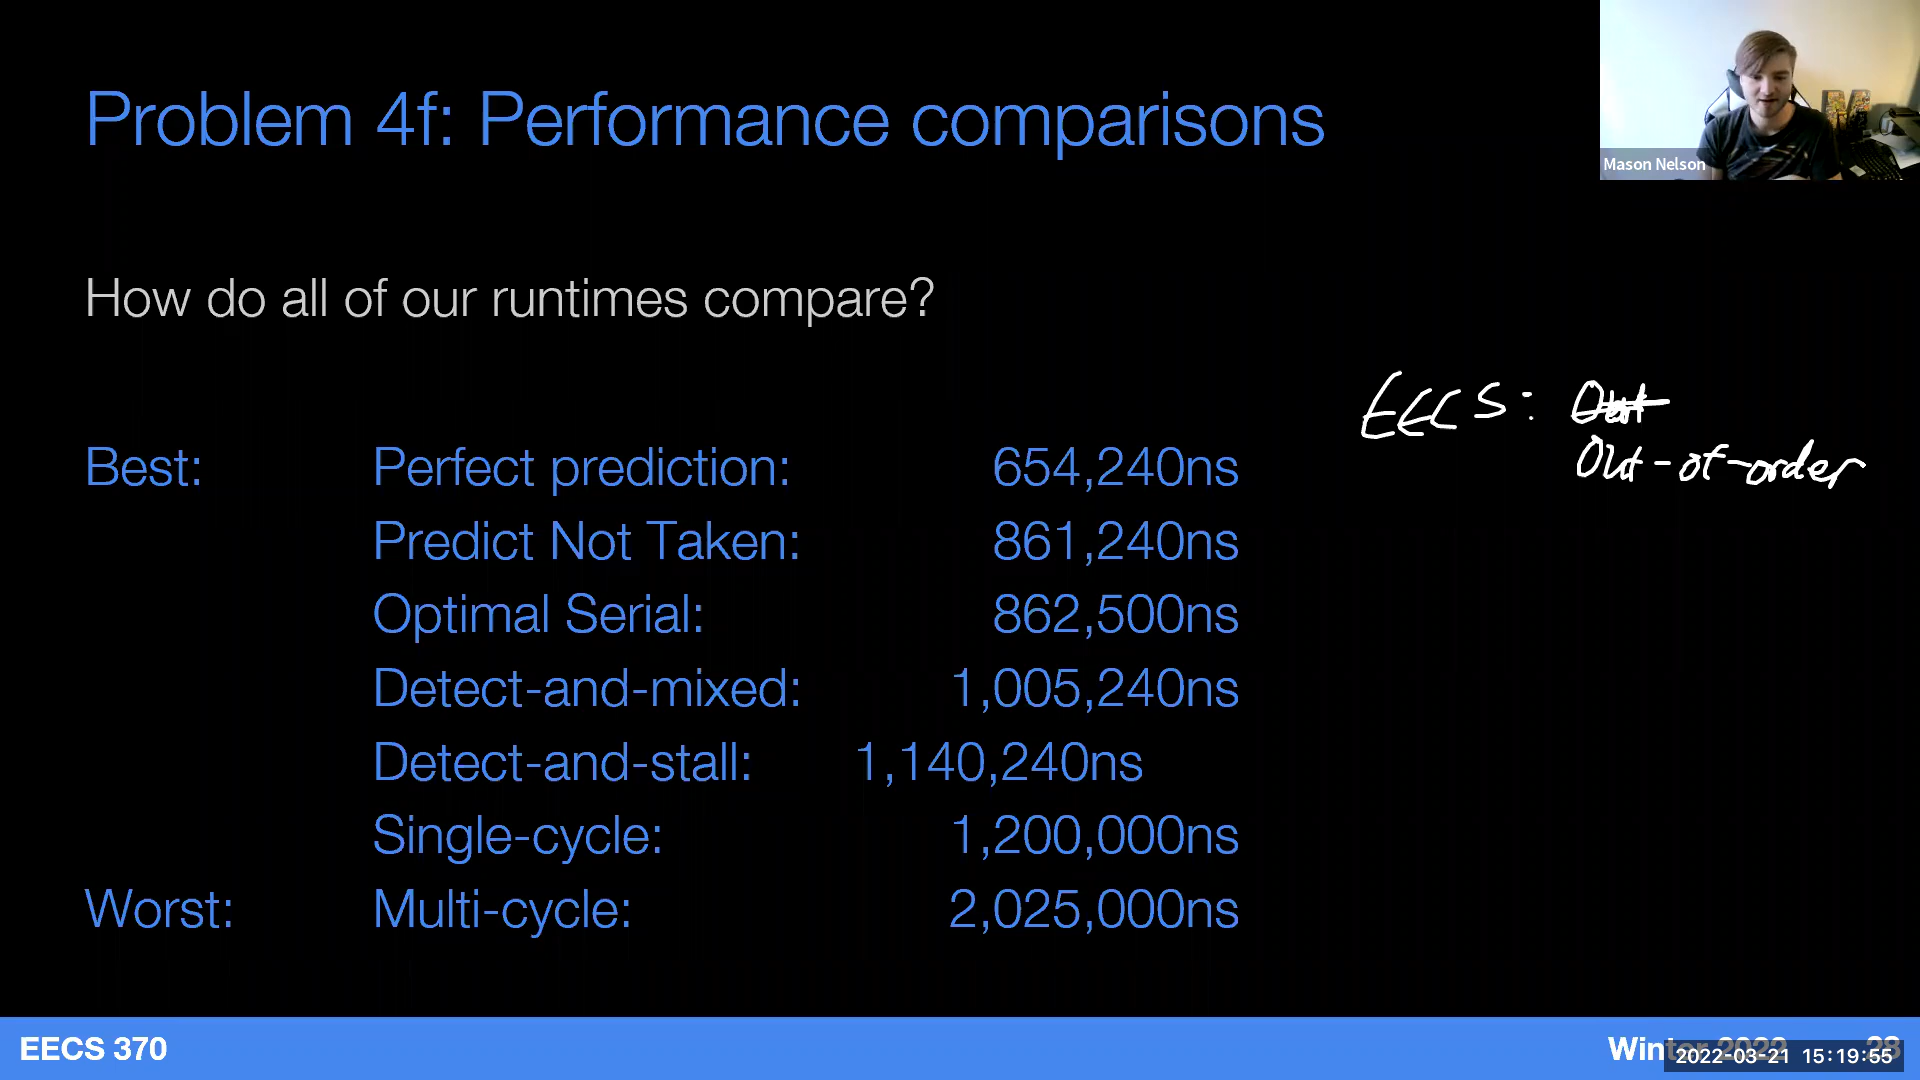 Problem 4f: Performance comparisons
Mason Nelson
How do all of our runtimes compare?
EECS: Out
Out-of-order
Best: Perfect prediction: 654,240ns
Predict Not Taken: 861,240ns
Optimal Serial: 862,500ns
Detect-and-mixed: 1,005,240ns
Detect-and-stall: 1,140,240ns
Single-cycle: 1,200,000ns
Worst: Multi-cycle: 2,025,000ns
EECS 370
Winter 2022 28
2022-03-21 15:19:55